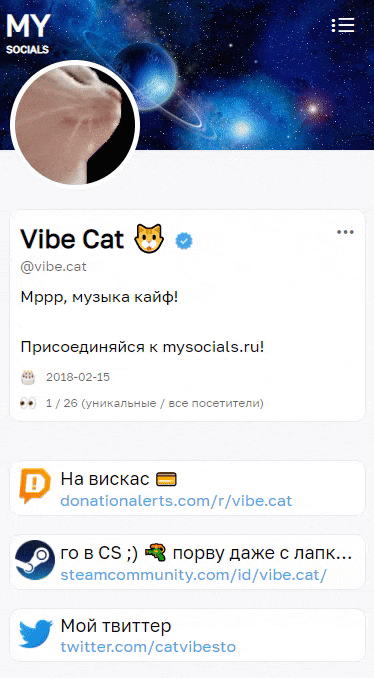 MY
SOCIALS
Vibe Cat 🐱
@vibe.cat
Мррр, музыка кайф!
Присоединяйся к mysocials.ru!
2018-02-15
1 / 26 (уникальные / все посетители)
На вискас 💳
donationalerts.com/r/vibe.cat
го в CS ;) 🔫 порву даже с лапк...
steamcommunity.com/id/vibe.cat/
Мой твиттер
twitter.com/catvibesto